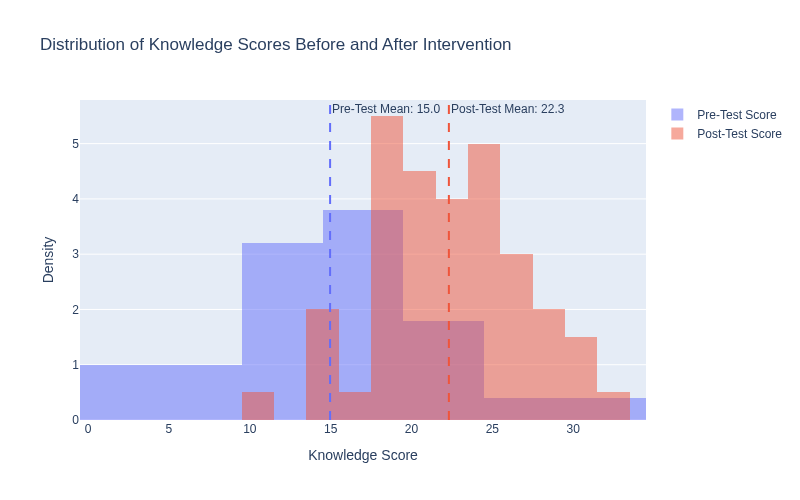 Distribution of Knowledge Scores Before and After Intervention
Pre-Test Mean: 15.0
Post-Test Mean: 22.3
Pre-Test Score
Post-Test Score
5
4
3
2
1
0
Density
0 5 10 15 20 25 30
Knowledge Score